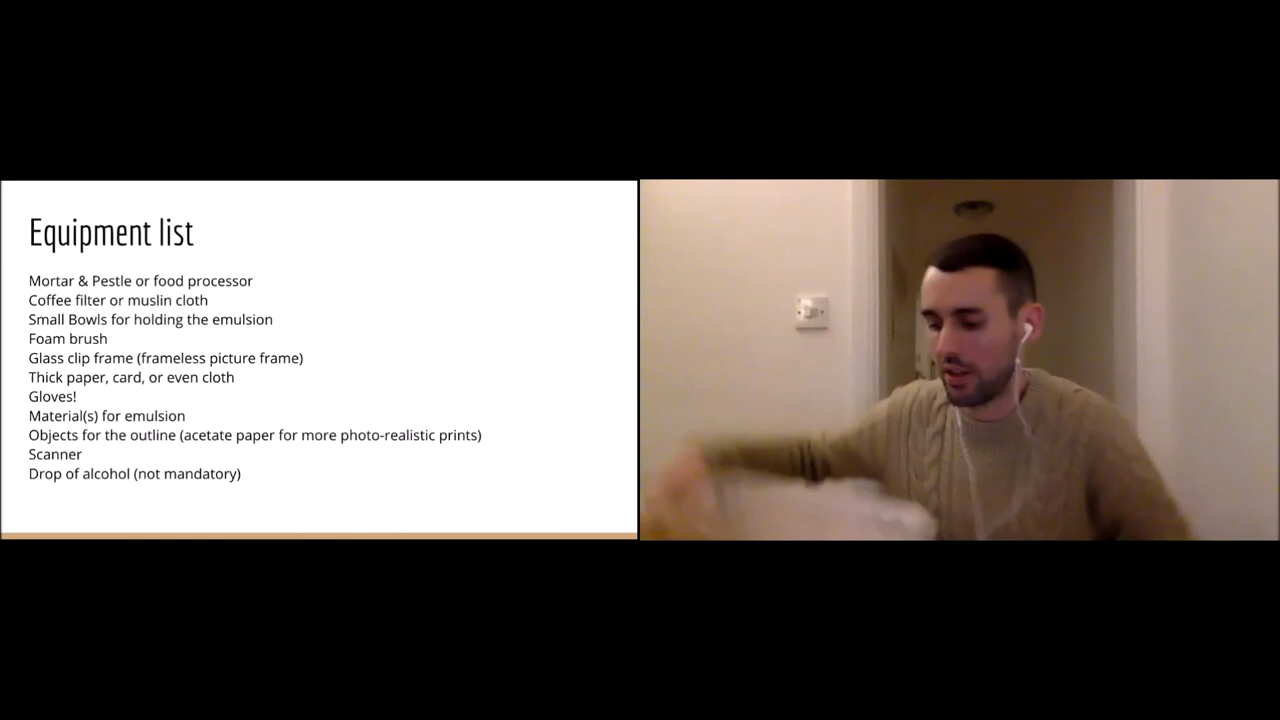 Equipment list
Mortar & Pestle or food processor
Coffee filter or muslin cloth
Small Bowls for holding the emulsion
Foam brush
Glass clip frame (frameless picture frame)
Thick paper, card, or even cloth
Gloves!
Material(s) for emulsion
Objects for the outline (acetate paper for more photo-realistic prints)
Scanner
Drop of alcohol (not mandatory)